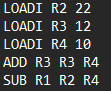 LOADI R2 22
LOADI R3 12
LOADI R4 10
ADD R3 R3 R4
SUB R1 R2 R4